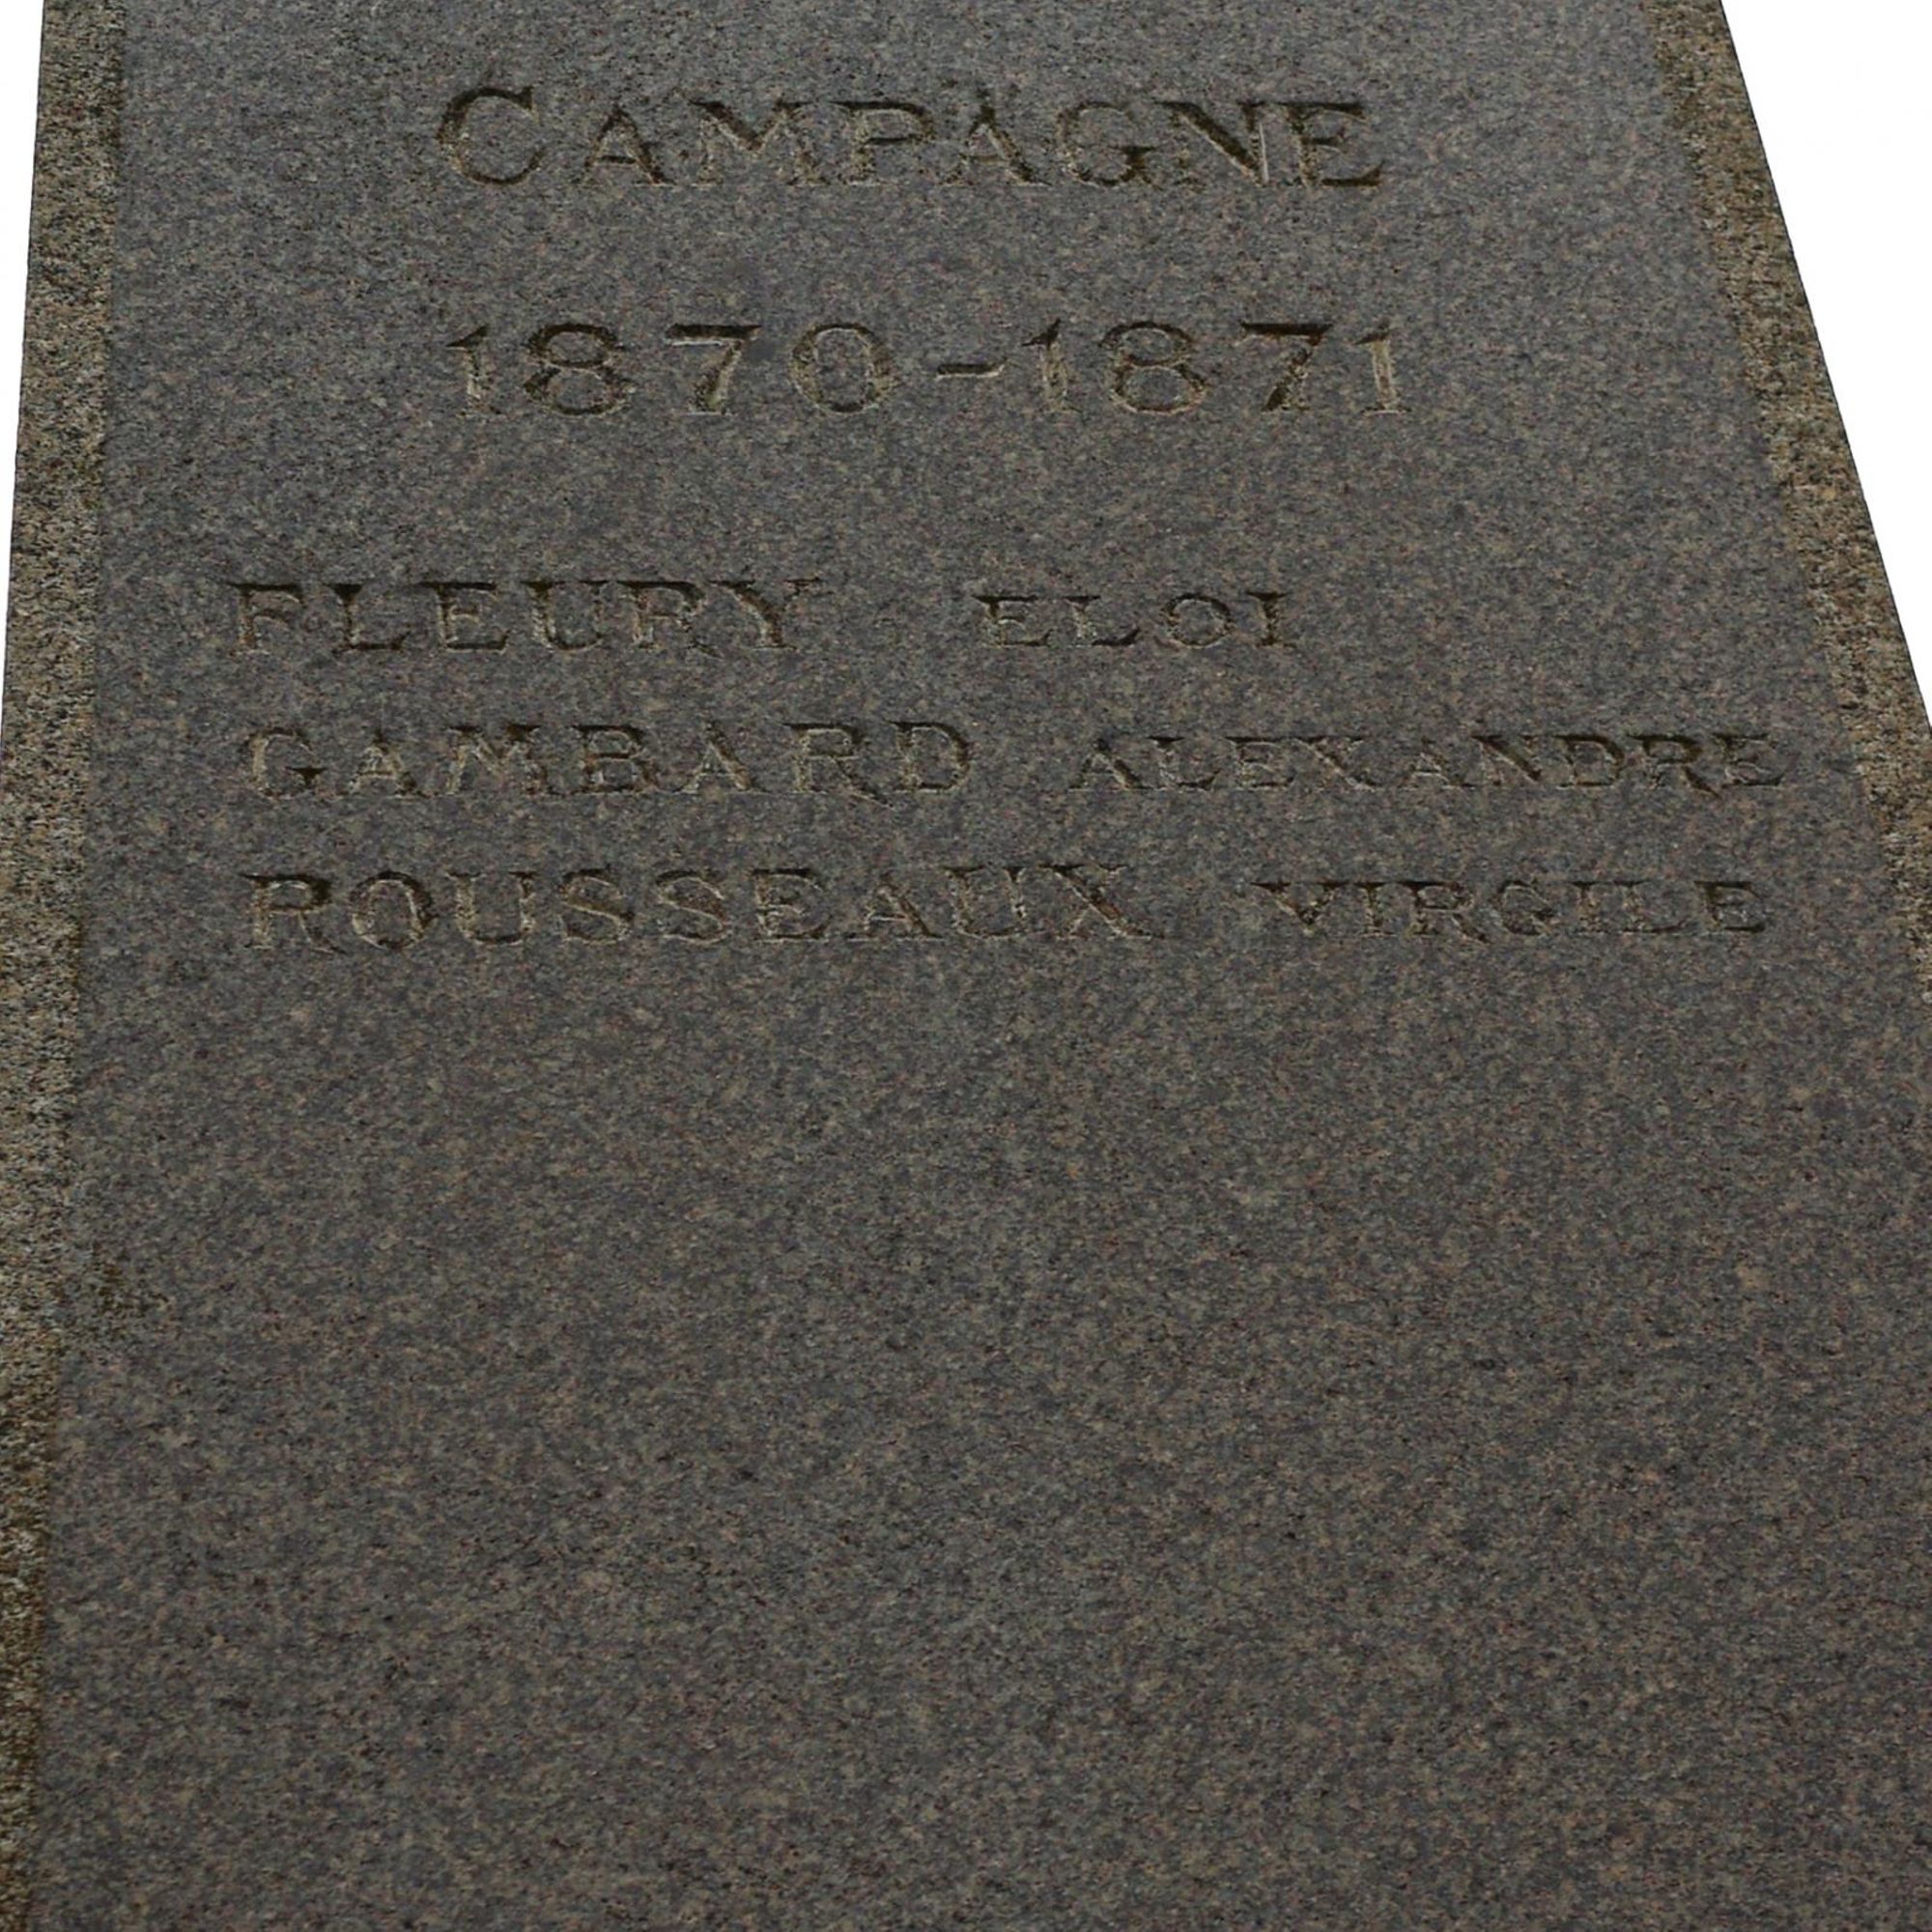 CAMPAGNE
1870-1871
FLEURY ELOI
GAMBARD ALEXANDRE
ROUSSEAUX VIRGILE